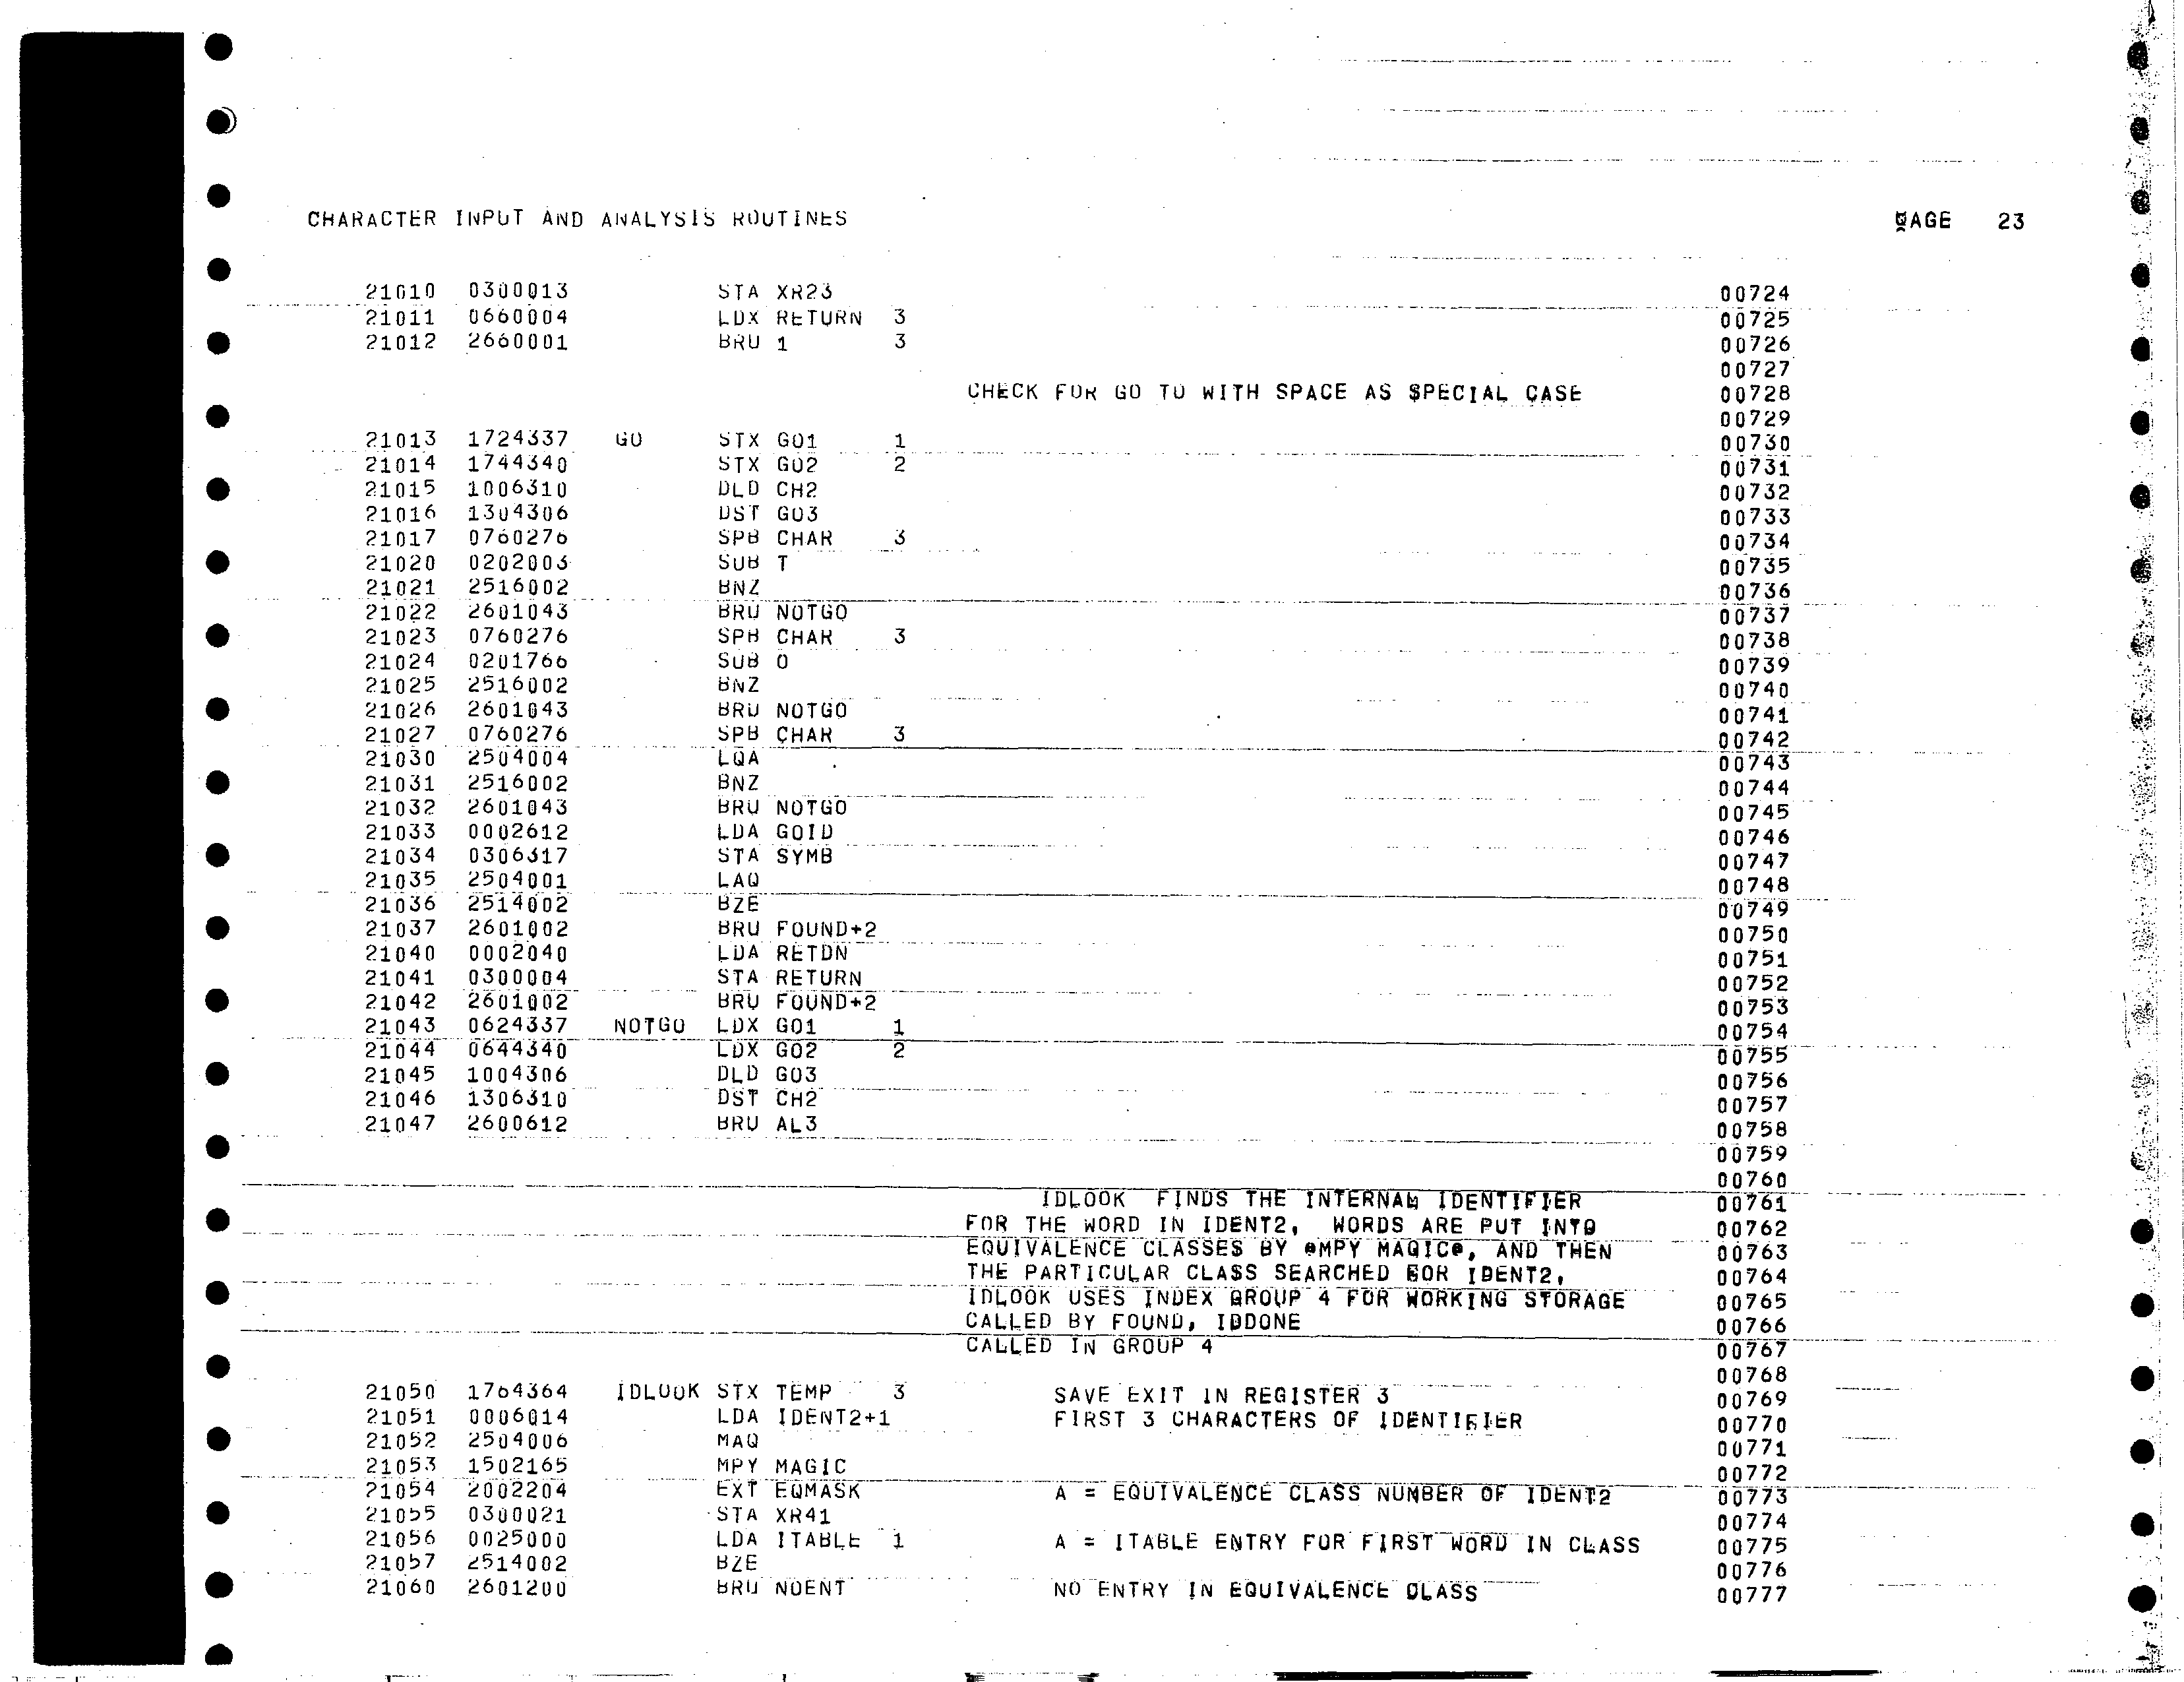 CHARACTER INPUT AND ANALYSIS ROUTINES PAGE 23
21010 0300013 STA XR23 00724
21011 0660004 LDX RETURN 3 00725
21012 2660001 BRU 1 3 00726
00727
CHECK FOR GO TO WITH SPACE AS SPECIAL CASE 00728
00729
21013 1724337 GO STX GO1 1 00730
21014 1744340 STX GO2 2 00731
21015 1006310 DLD CH2 00732
21016 1304306 DST GO3 00733
21017 0760276 SPB CHAR 3 00734
21020 0202003 SUB T 00735
21021 2516002 BNZ 00736
21022 2601043 BRU NOTGO 00737
21023 0760276 SPB CHAR 3 00738
21024 0201766 SUB O 00739
21025 2516002 BNZ 00740
21026 2601043 BRU NOTGO 00741
21027 0760276 SPB CHAR 3 00742
21030 2504004 LQA 00743
21031 2516002 BNZ 00744
21032 2601043 BRU NOTGO 00745
21033 0002612 LDA GOID 00746
21034 0306317 STA SYMB 00747
21035 2504001 LAQ 00748
21036 2514002 BZE 00749
21037 2601002 BRU FOUND+2 00750
21040 0002040 LDA RETDN 00751
21041 0300004 STA RETURN 00752
21042 2601002 BRU FOUND+2 00753
21043 0624337 NOTGO LDX GO1 1 00754
21044 0644340 LDX GO2 2 00755
21045 1004306 DLD GO3 00756
21046 1306310 DST CH2 00757
21047 2600612 BRU AL3 00758
00759
00760
IDLOOK FINDS THE INTERNAL IDENTIFIER 00761
FOR THE WORD IN IDENT2, WORDS ARE PUT INTO 00762
EQUIVALENCE CLASSES BY @MPY MAGIC@, AND THEN 00763
THE PARTICULAR CLASS SEARCHED FOR IDENT2, 00764
IDLOOK USES INDEX GROUP 4 FOR WORKING STORAGE 00765
CALLED BY FOUND, IDDONE 00766
CALLED IN GROUP 4 00767
00768
21050 1764364 IDLOOK STX TEMP 3 SAVE EXIT IN REGISTER 3 00769
21051 0006014 LDA IDENT2+1 FIRST 3 CHARACTERS OF IDENTIFIER 00770
21052 2504006 MAQ 00771
21053 1502165 MPY MAGIC 00772
21054 2002204 EXT EQMASK A = EQUIVALENCE CLASS NUMBER OF IDENT2 00773
21055 0300021 STA XR41 00774
21056 0025000 LDA ITABLE 1 A = ITABLE ENTRY FOR FIRST WORD IN CLASS 00775
21057 2514002 BZE 00776
21060 2601200 BRU NOENT NO ENTRY IN EQUIVALENCE CLASS 00777